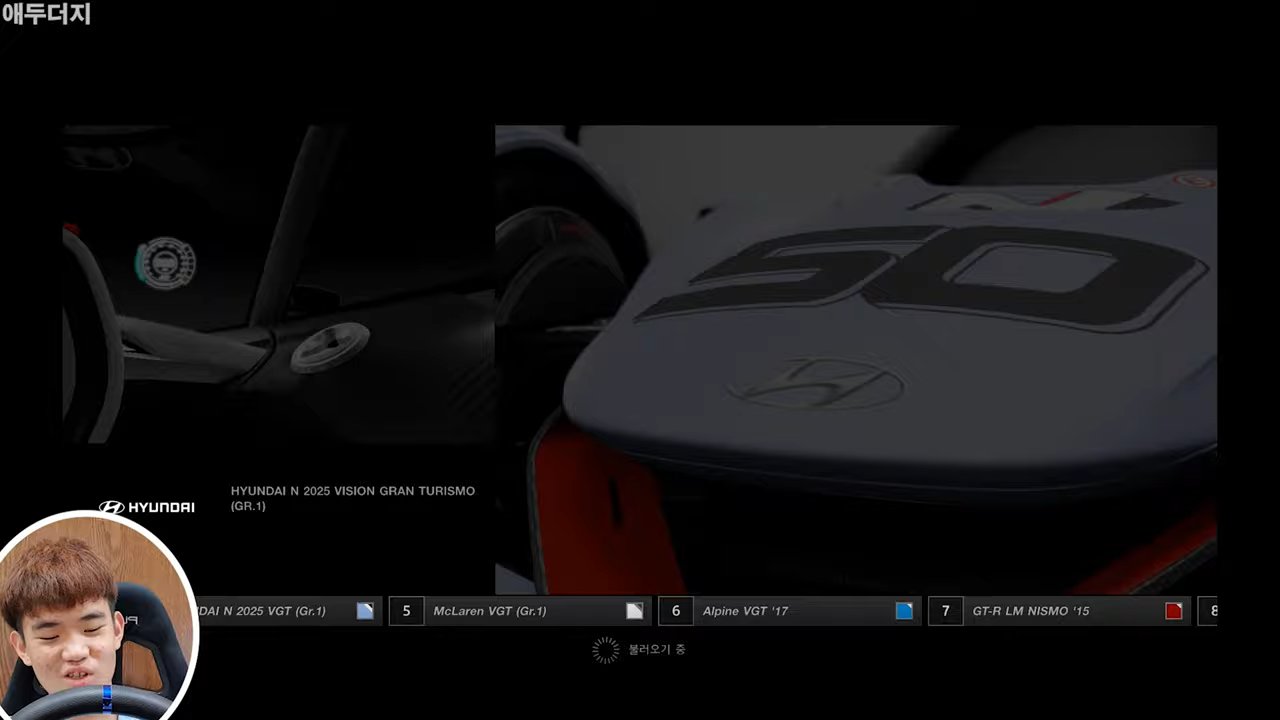 애두더지
50
HYUNDAI
HYUNDAI N 2025 VISION GRAN TURISMO
(GR.1)
DAI N 2025 VGT (Gr.1)
5 McLaren VGT (Gr.1)
6 Alpine VGT '17
7 GT-R LM NISMO '15
8
불러오기 중